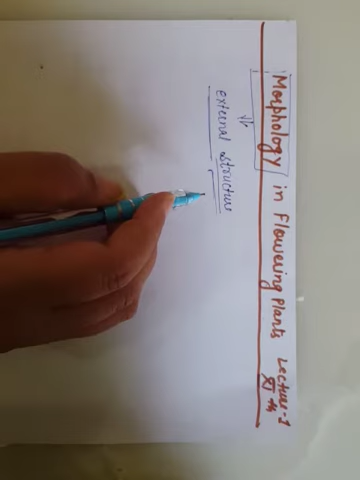 Morphology in Flowering Plants Lecture-1
XI th
⇓
external structure